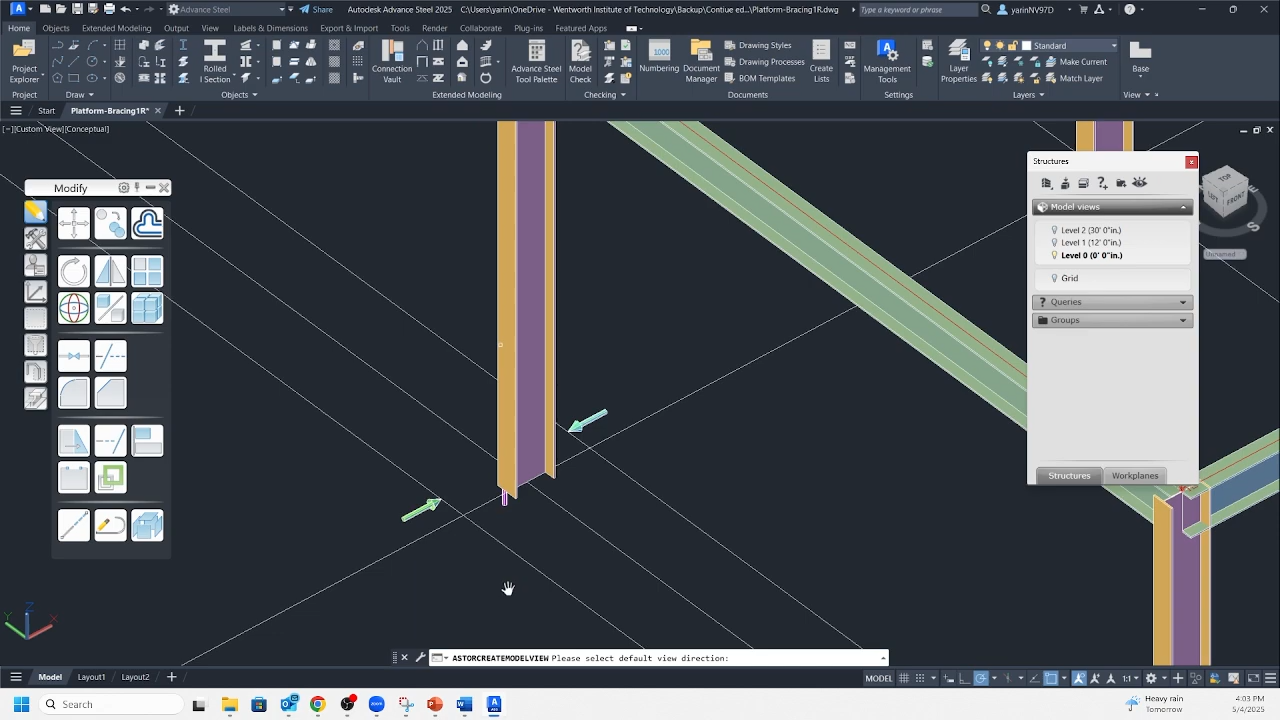 Advance Steel
Share
Autodesk Advance Steel 2025
C:\Users\yarin\OneDrive - Wentworth Institute of Technology\Backup\Contiue ed...\Platform-Bracing1R.dwg
Type a keyword or phrase
yarinNV97D
Home
Objects
Extended Modeling
Output
View
Labels & Dimensions
Export & Import
Tools
Render
Collaborate
Plug-ins
Featured Apps
Project
Explorer
Rolled
I Section
Connection
Vault
Advance Steel
Tool Palette
Model
Check
1000
Numbering
Document
Manager
Drawing Styles
Drawing Processes
BOM Templates
Create
Lists
Management
Tools
Layer
Properties
Standard
Make Current
Match Layer
Base
Project
Draw
Objects
Extended Modeling
Checking
Documents
Settings
Layers
View
Start
Platform-Bracing1R*
[−][Custom View][Conceptual]
Modify
Structures
Model views
Level 2 (30' 0"in.)
Level 1 (12' 0"in.)
Level 0 (0' 0"in.)
Grid
Queries
Groups
Structures
Workplanes
TOP
LEFT
FRONT
S
Unnamed
Z
Y
X
ASTORCREATEMODELVIEW Please select default view direction:
Model
Layout1
Layout2
MODEL
1:1
Search
Heavy rain
Tomorrow
4:03 PM
5/4/2025